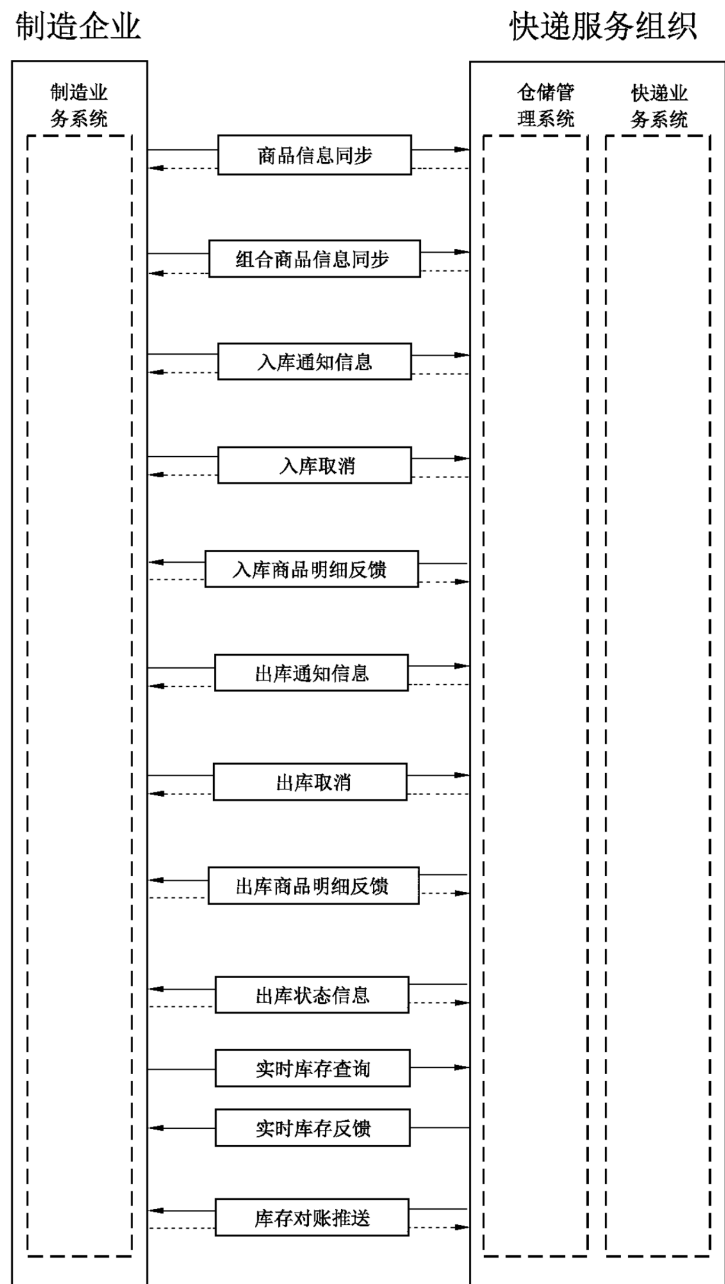 制造企业
快递服务组织
制造业
务系统
仓储管
理系统
快递业
务系统
商品信息同步
组合商品信息同步
入库通知信息
入库取消
入库商品明细反馈
出库通知信息
出库取消
出库商品明细反馈
出库状态信息
实时库存查询
实时库存反馈
库存对账推送